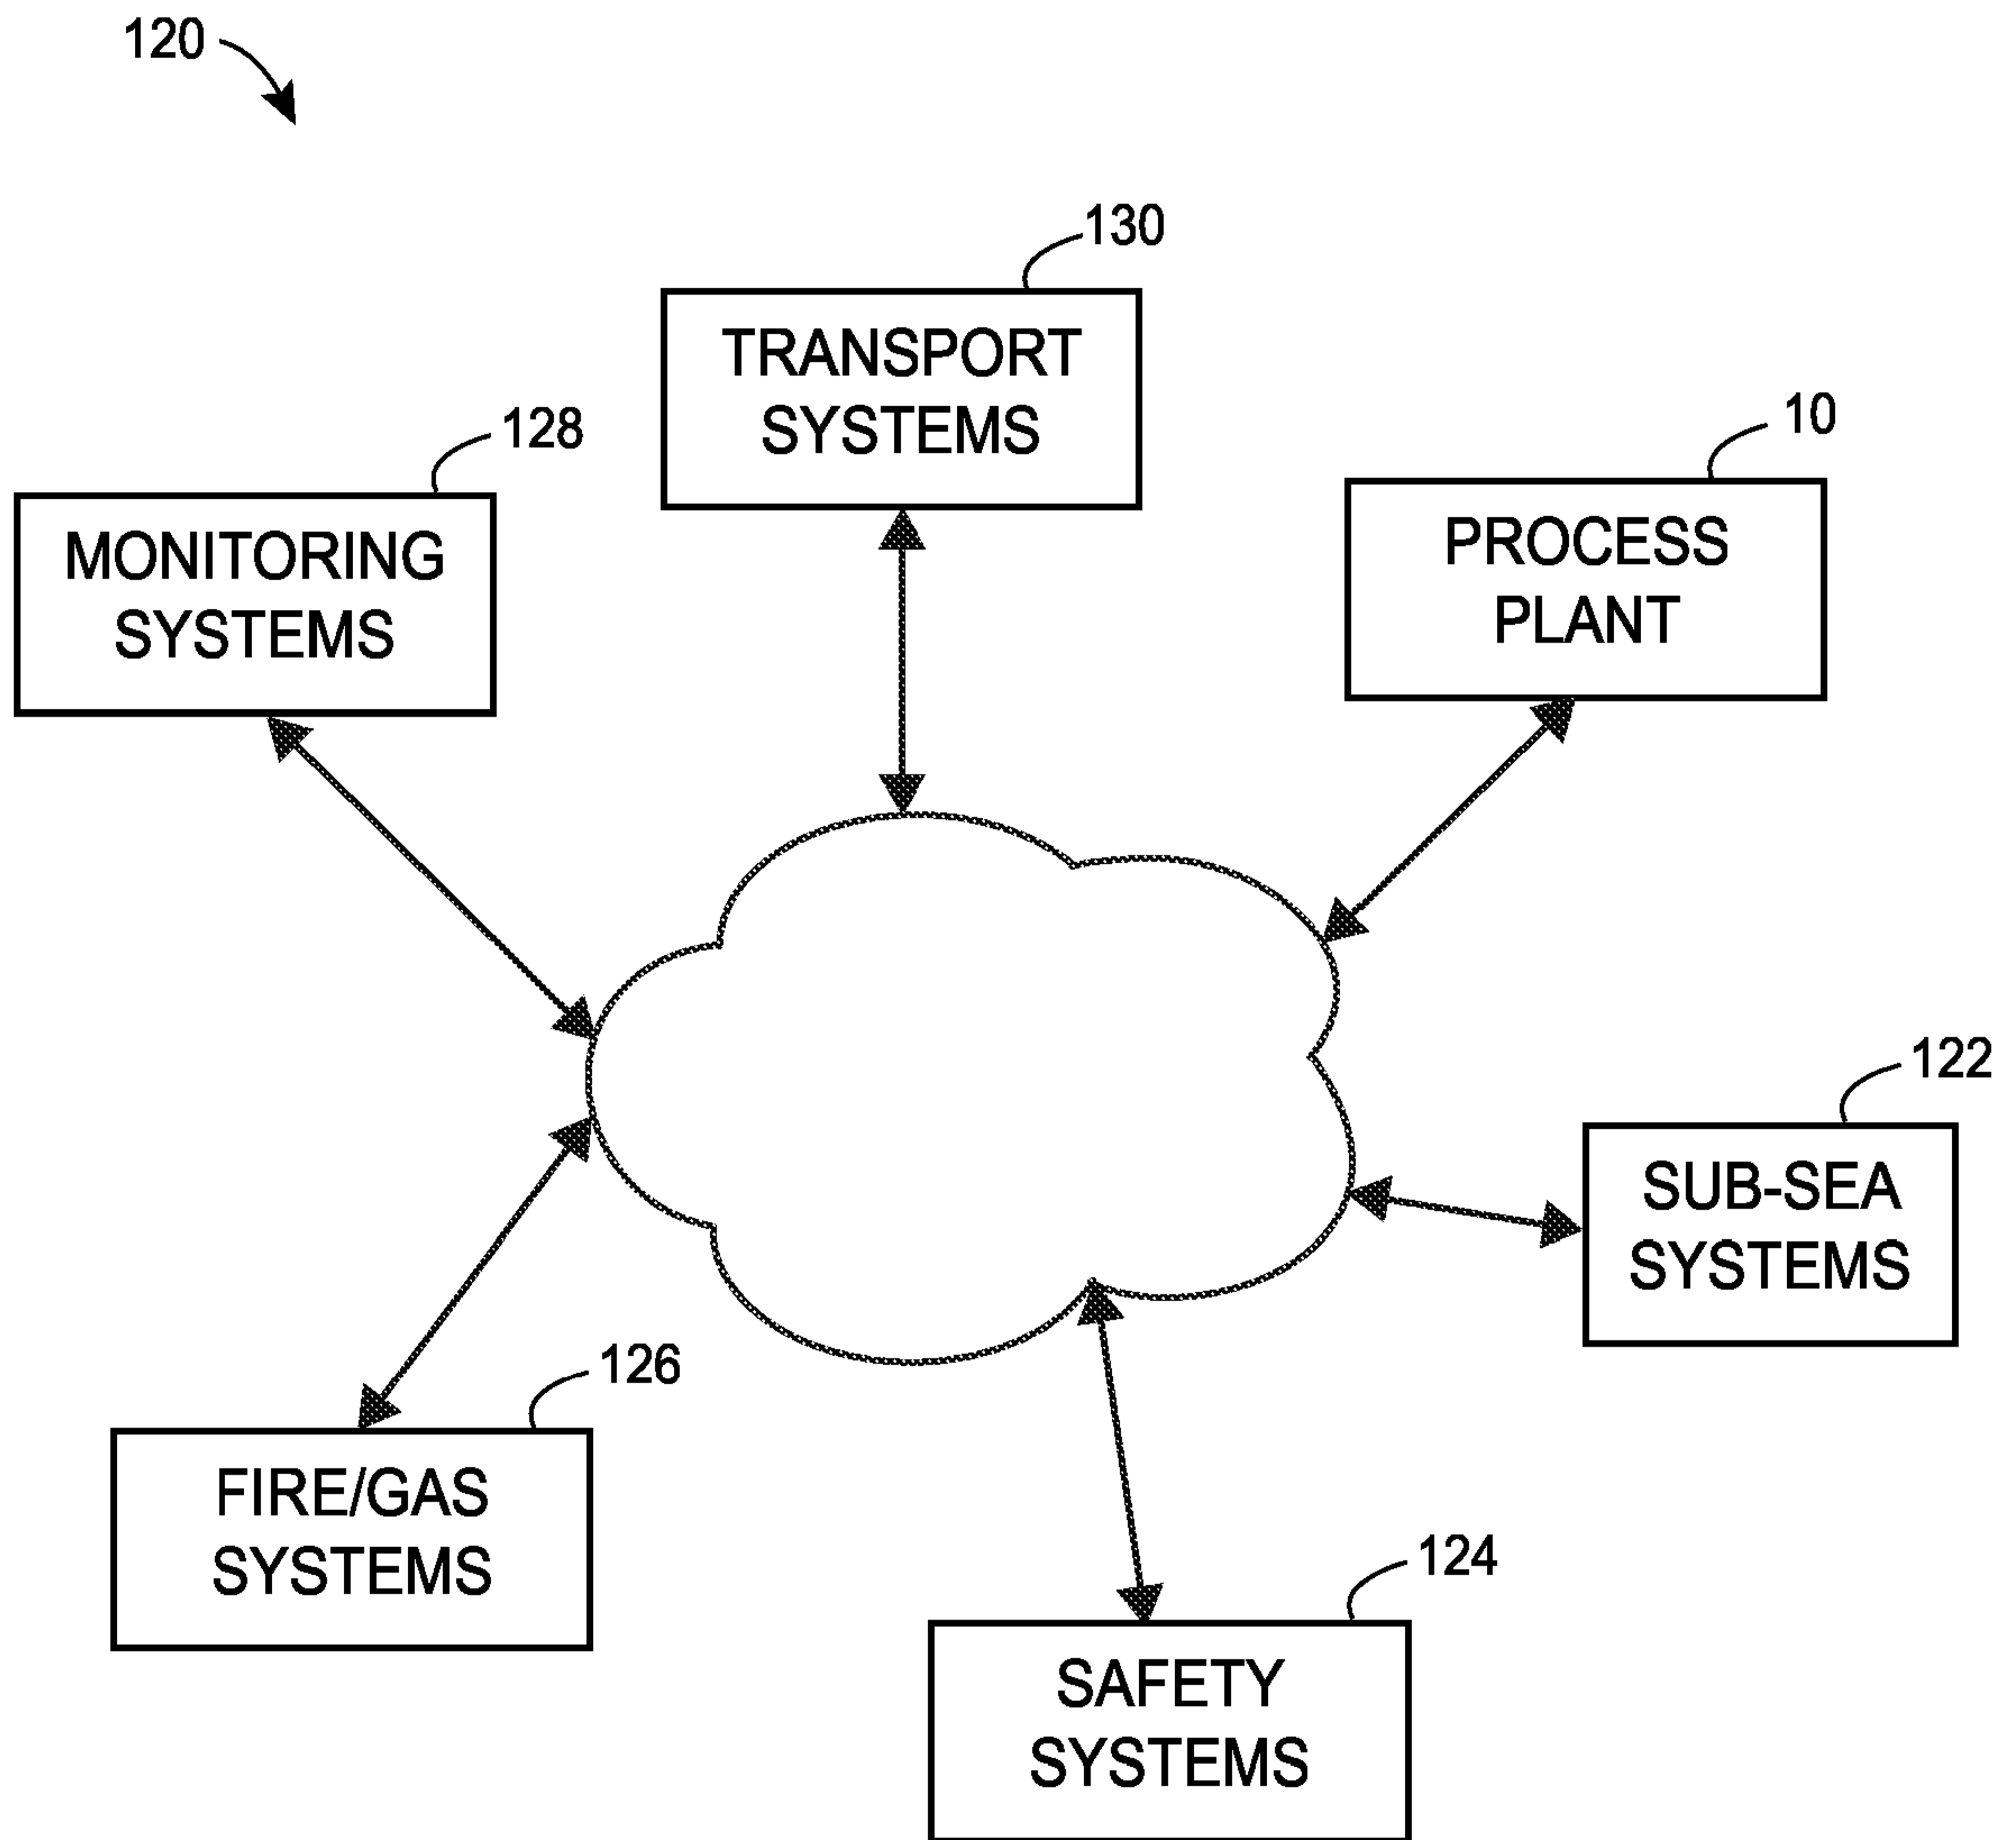 120
130
TRANSPORT
SYSTEMS
128
MONITORING
SYSTEMS
10
PROCESS
PLANT
122
SUB-SEA
SYSTEMS
126
FIRE/GAS
SYSTEMS
124
SAFETY
SYSTEMS